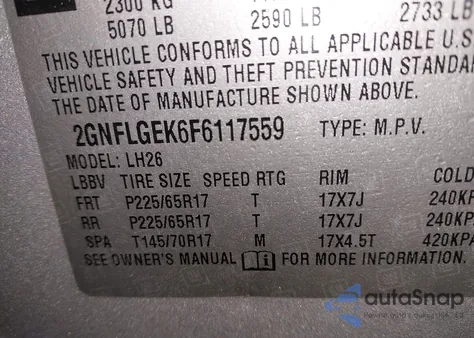 2300 KG
5070 LB 2590 LB 2733 LB
THIS VEHICLE CONFORMS TO ALL APPLICABLE U.S
VEHICLE SAFETY AND THEFT PREVENTION STANDA
THE DATE OF MANUFACTURE SHOWN ABOVE.
2GNFLGEK6F6117559 TYPE: M.P.V.
MODEL: LH26
LBBV TIRE SIZE SPEED RTG RIM COLD
FRT P225/65R17 T 17X7J 240KP
RR P225/65R17 T 17X7J 240KP
SPA T145/70R17 M 17X4.5T 420KPA
SEE OWNER'S MANUAL FOR MORE INFORMATION.
autoSnap